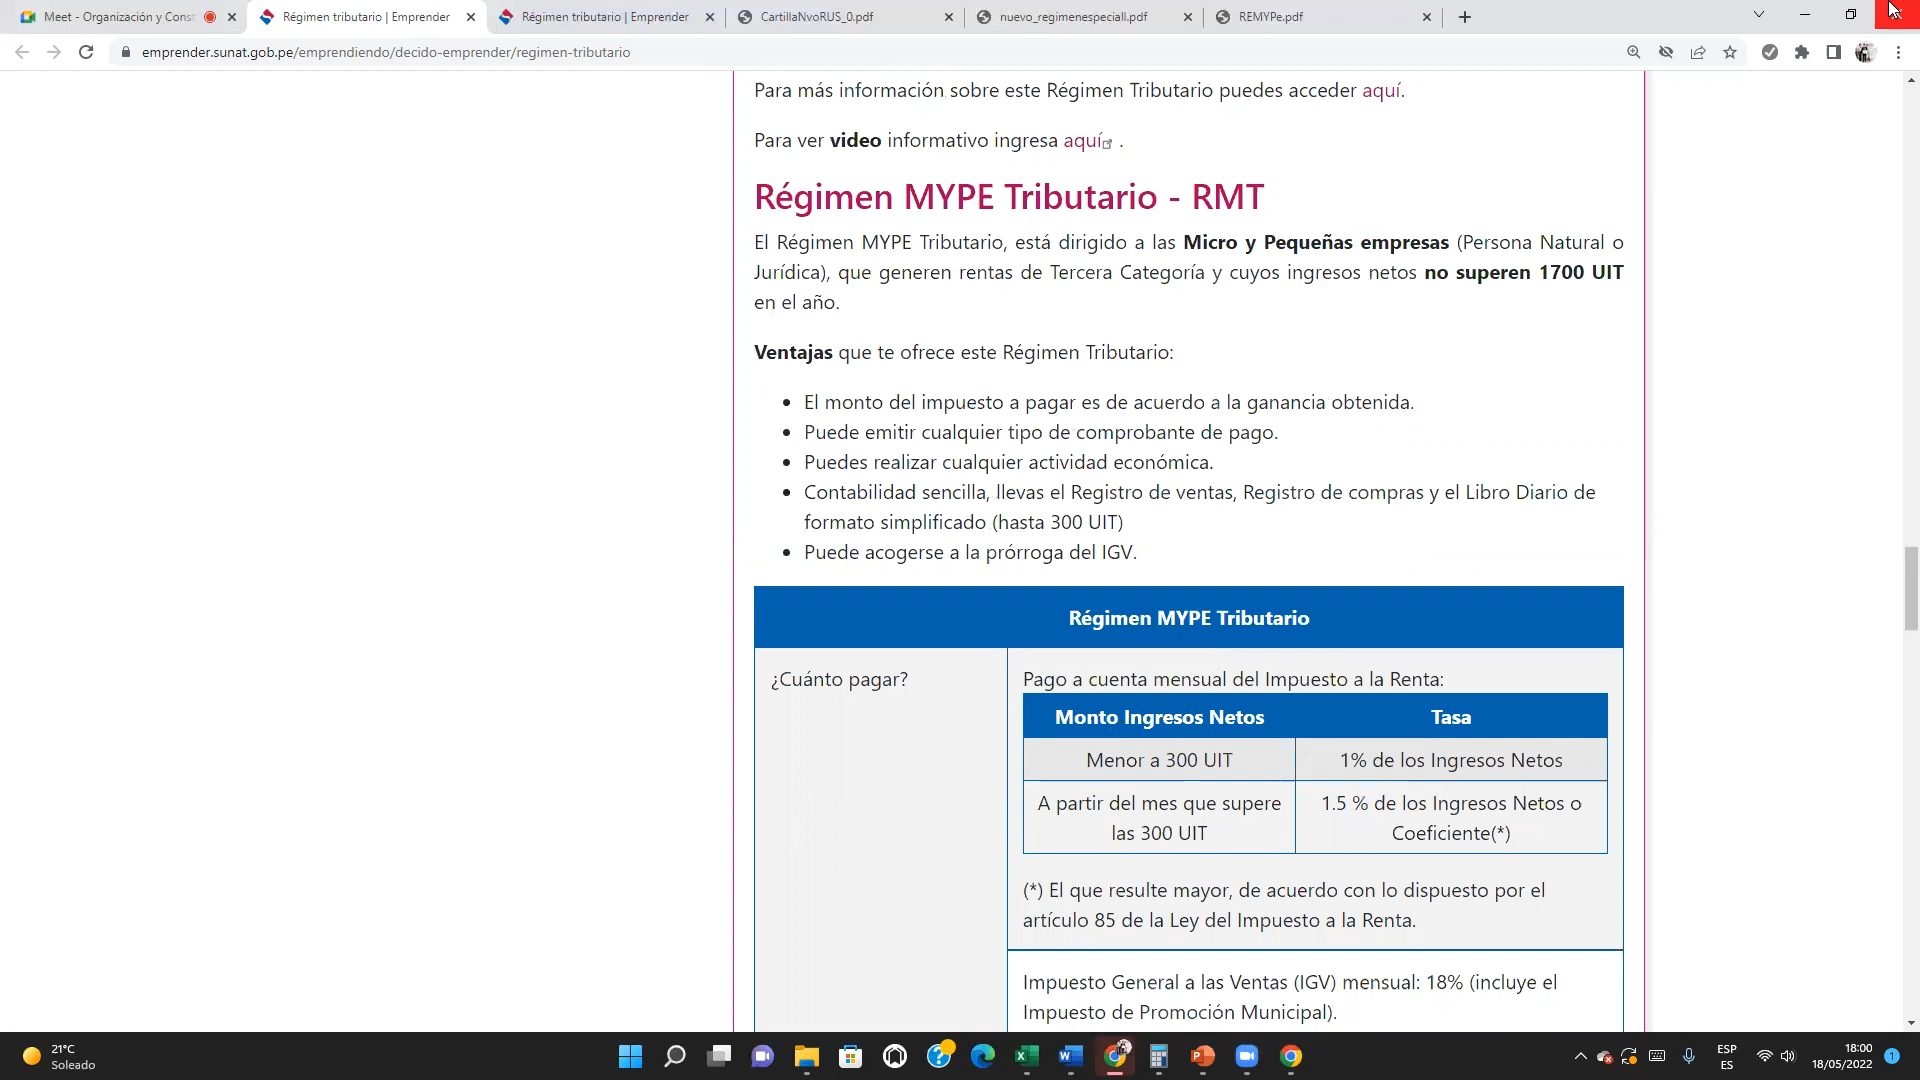 Meet - Organización y Const
Régimen tributario | Emprender
Régimen tributario | Emprender
CartillaNvoRUS_0.pdf
nuevo_regimenespeciall.pdf
REMYPe.pdf
emprender.sunat.gob.pe/emprendiendo/decido-emprender/regimen-tributario
Para más información sobre este Régimen Tributario puedes acceder aquí.
Para ver video informativo ingresa aquí .
Régimen MYPE Tributario - RMT
El Régimen MYPE Tributario, está dirigido a las Micro y Pequeñas empresas (Persona Natural o
Jurídica), que generen rentas de Tercera Categoría y cuyos ingresos netos no superen 1700 UIT
en el año.
Ventajas que te ofrece este Régimen Tributario:
• El monto del impuesto a pagar es de acuerdo a la ganancia obtenida.
• Puede emitir cualquier tipo de comprobante de pago.
• Puedes realizar cualquier actividad económica.
• Contabilidad sencilla, llevas el Registro de ventas, Registro de compras y el Libro Diario de
formato simplificado (hasta 300 UIT)
• Puede acogerse a la prórroga del IGV.
Régimen MYPE Tributario
¿Cuánto pagar?
Pago a cuenta mensual del Impuesto a la Renta:
Monto Ingresos Netos
Tasa
Menor a 300 UIT
1% de los Ingresos Netos
A partir del mes que supere
las 300 UIT
1.5 % de los Ingresos Netos o
Coeficiente(*)
(*) El que resulte mayor, de acuerdo con lo dispuesto por el
artículo 85 de la Ley del Impuesto a la Renta.
Impuesto General a las Ventas (IGV) mensual: 18% (incluye el
Impuesto de Promoción Municipal).
21°C
Soleado
ESP
ES
18:00
18/05/2022
1